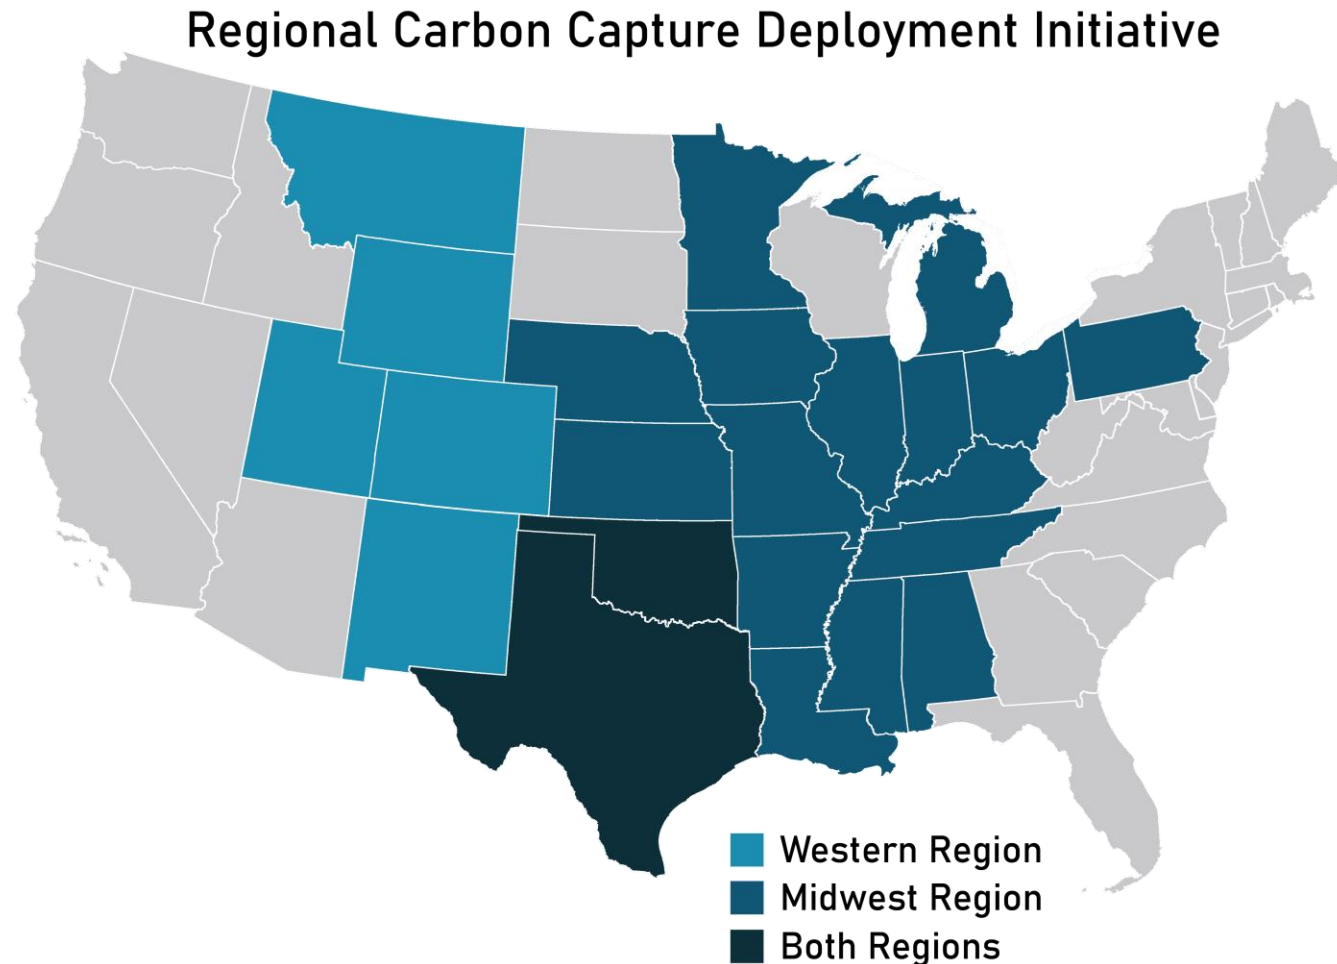 Regional Carbon Capture Deployment Initiative
Western Region
Midwest Region
Both Regions